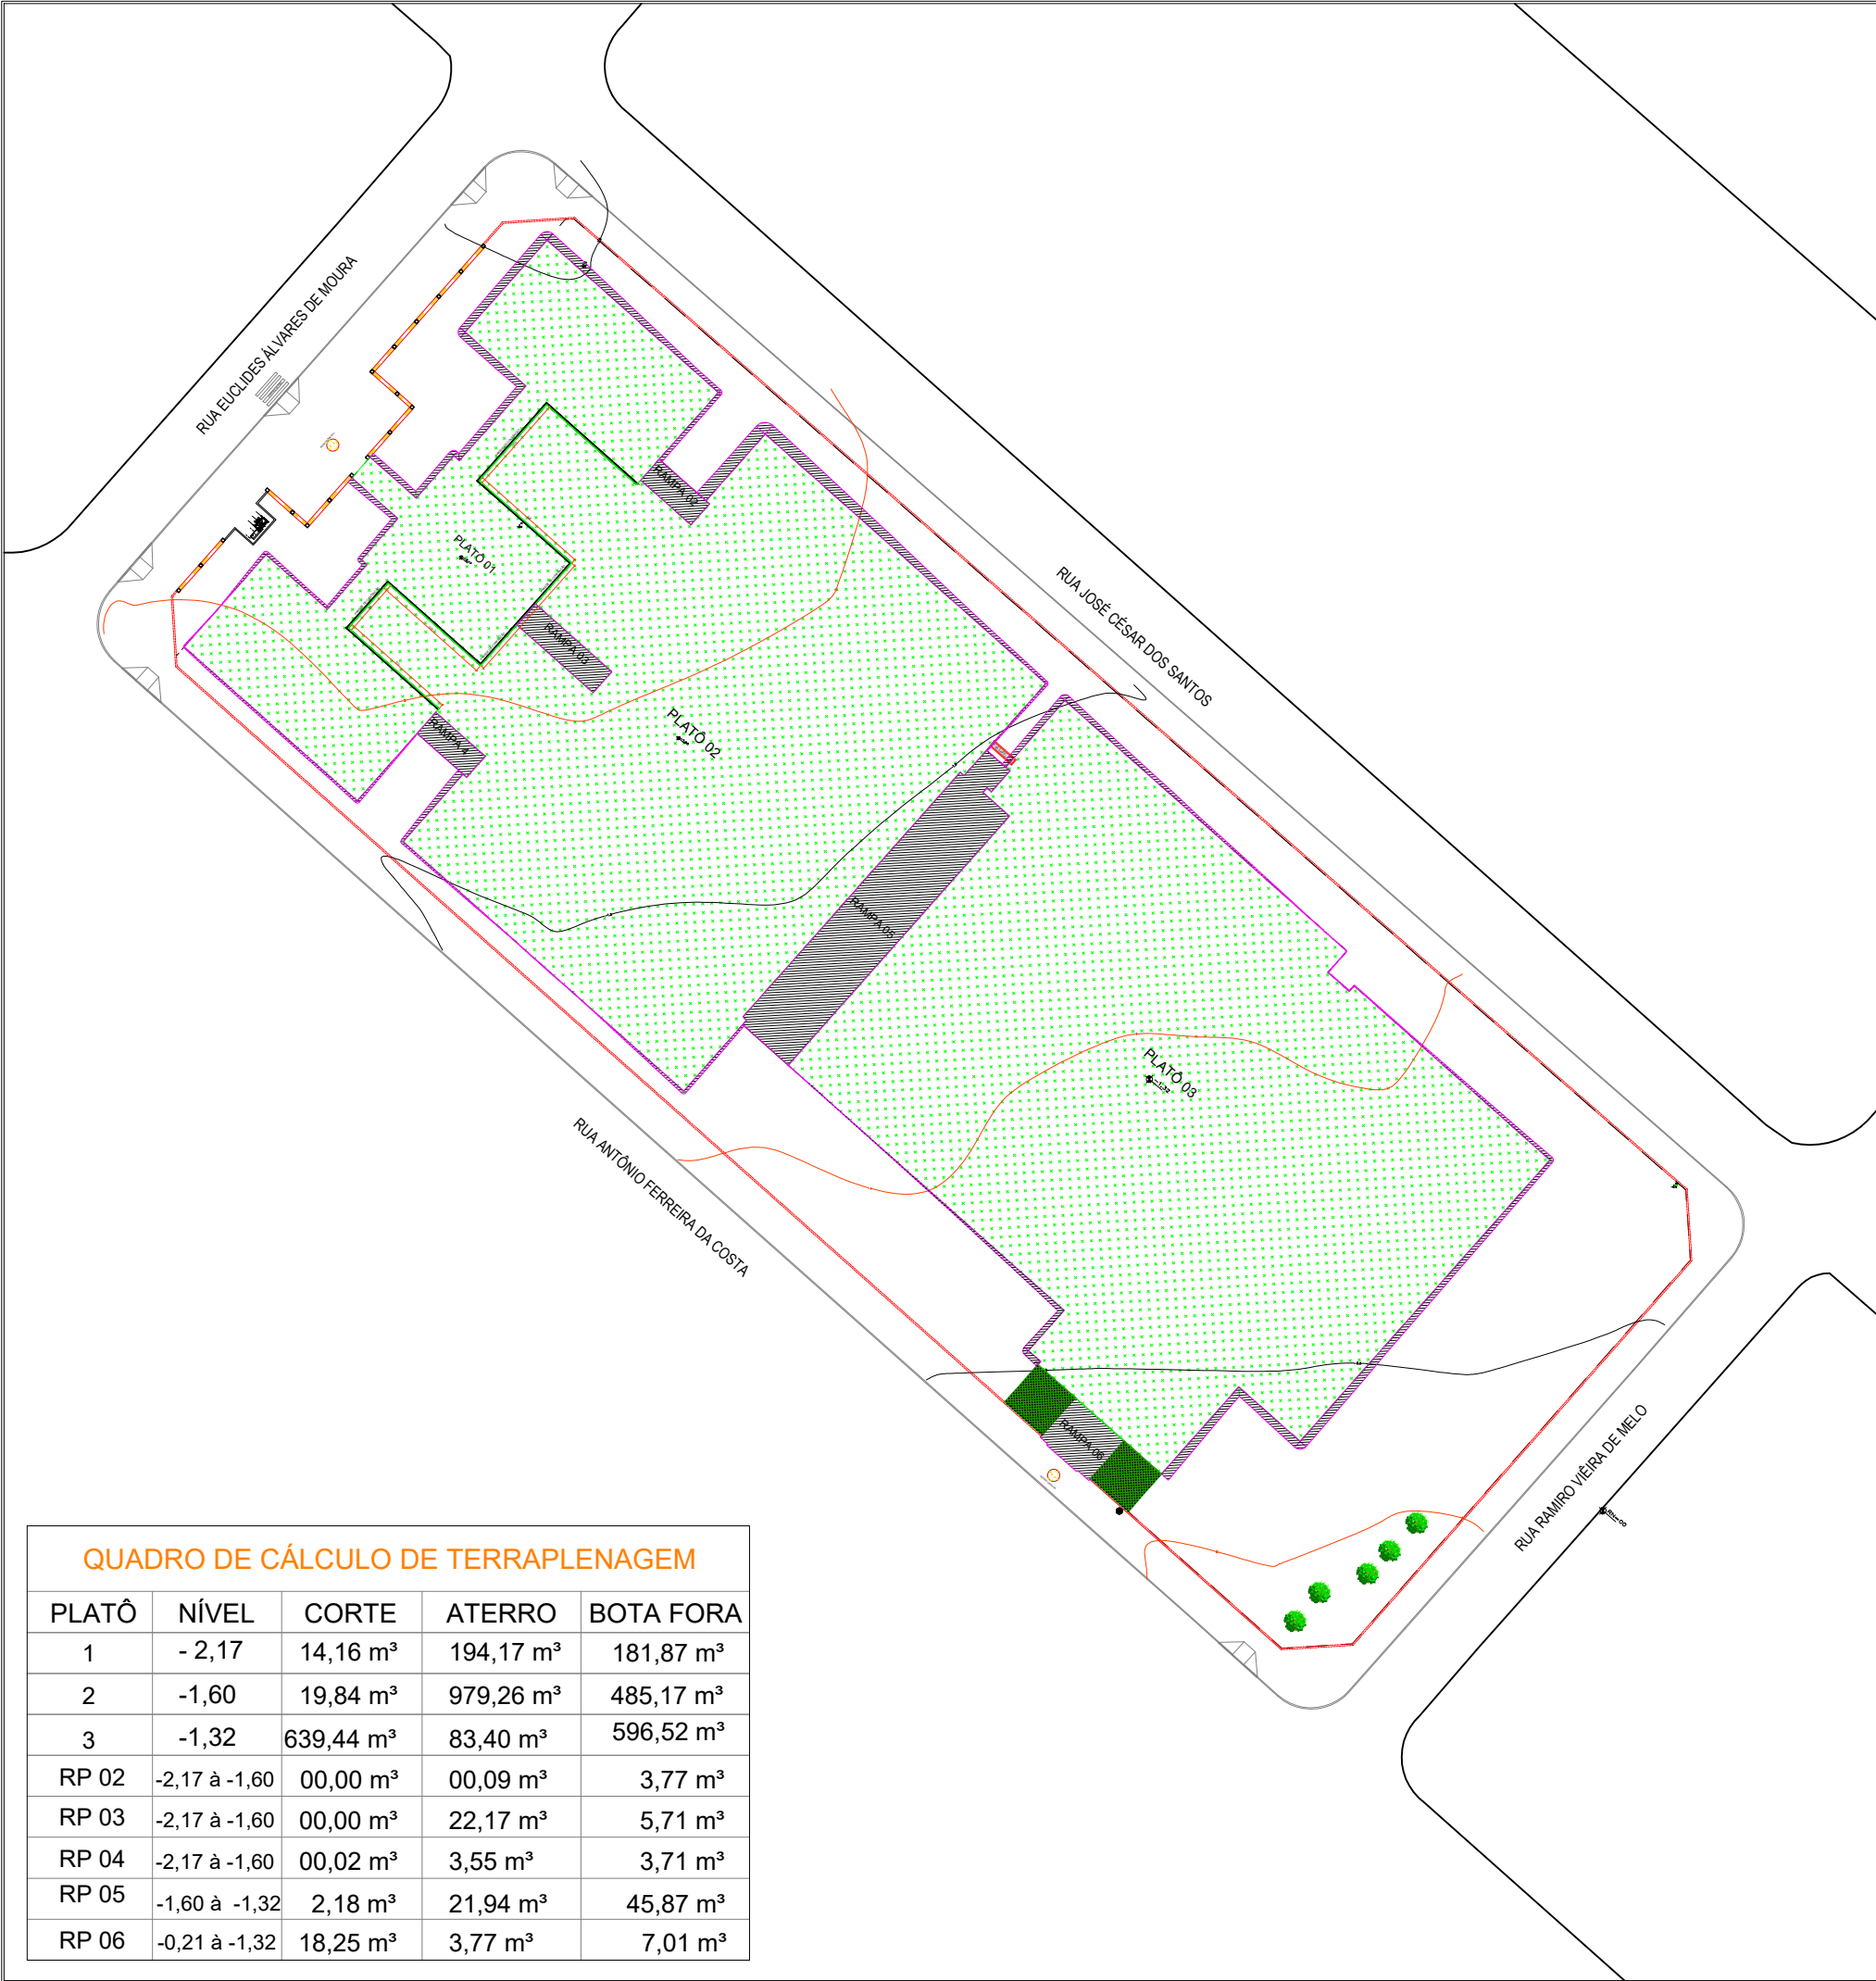 RUA EUCLIDES ÁLVARES DE MOURA
RAMPA 02
PLATÔ 01
RAMPA 03
RUA JOSÉ CÉSAR DOS SANTOS
PLATÔ 02
RAMPA 4
RAMPA 05
PLATÔ 03
-1,32
RUA ANTÔNIO FERREIRA DA COSTA
RAMPA 06
RUA RAMIRO VIÊIRA DE MELO
QUADRO DE CÁLCULO DE TERRAPLENAGEM
PLATÔ NÍVEL CORTE ATERRO BOTA FORA
1 - 2,17 14,16 m³ 194,17 m³ 181,87 m³
2 -1,60 19,84 m³ 979,26 m³ 485,17 m³
3 -1,32 639,44 m³ 83,40 m³ 596,52 m³
RP 02 -2,17 à -1,60 00,00 m³ 00,09 m³ 3,77 m³
RP 03 -2,17 à -1,60 00,00 m³ 22,17 m³ 5,71 m³
RP 04 -2,17 à -1,60 00,02 m³ 3,55 m³ 3,71 m³
RP 05 -1,60 à -1,32 2,18 m³ 21,94 m³ 45,87 m³
RP 06 -0,21 à -1,32 18,25 m³ 3,77 m³ 7,01 m³